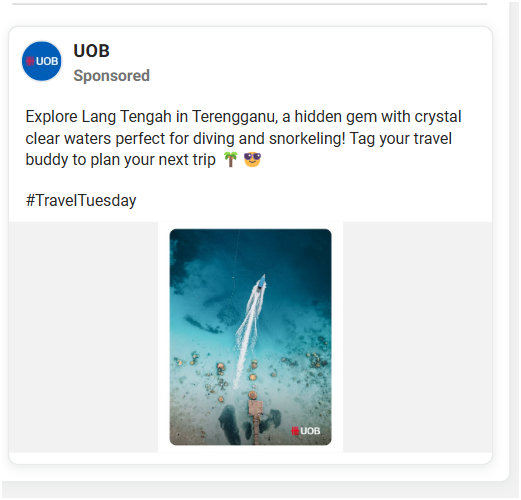 UOB
UOB
Sponsored
Explore Lang Tengah in Terengganu, a hidden gem with crystal
clear waters perfect for diving and snorkeling! Tag your travel
buddy to plan your next trip 🌴 😎
#TravelTuesday
UOB